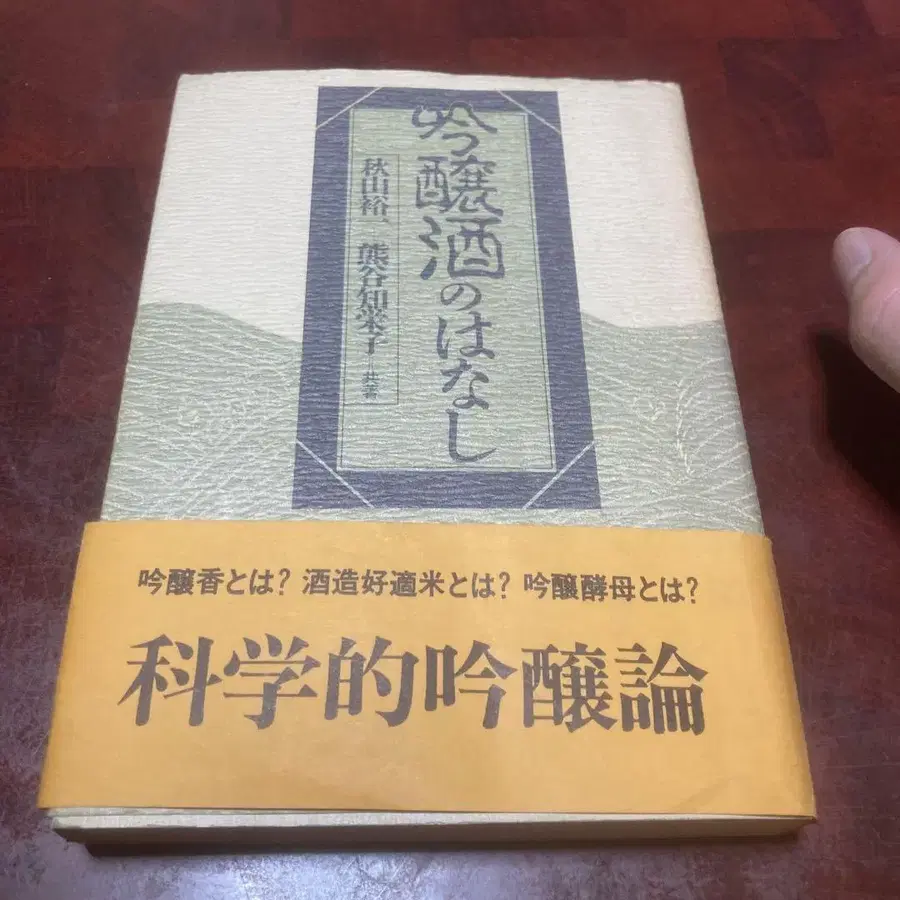 吟醸酒のはなし
秋山裕一 熊谷知栄子 共著
吟醸香とは? 酒造好適米とは? 吟醸酵母とは?
科学的吟醸論